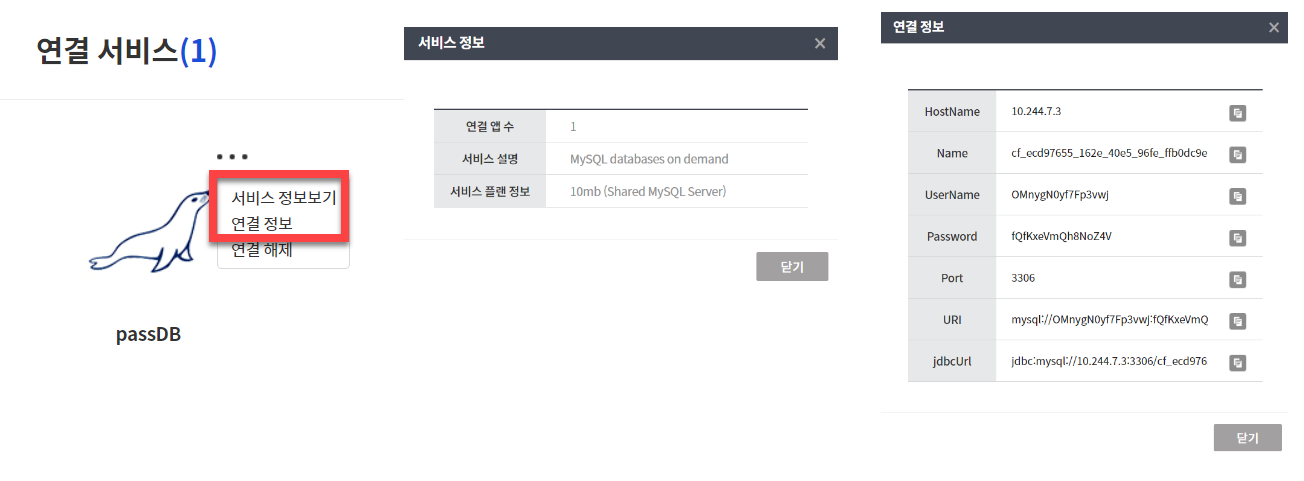 연결 서비스(1)
서비스 정보보기
연결 정보
연결 해제
passDB
서비스 정보
연결 앱 수 1
서비스 설명 MySQL databases on demand
서비스 플랜 정보 10mb (Shared MySQL Server)
닫기
연결 정보
HostName 10.244.7.3
Name cf_ecd97655_162e_40e5_96fe_ffb0dc9e
UserName OMnygN0yf7Fp3vwj
Password fQfKxeVmQh8NoZ4V
Port 3306
URI mysql://OMnygN0yf7Fp3vwj:fQfKxeVmQ
jdbcUrl jdbc:mysql://10.244.7.3:3306/cf_ecd976
닫기